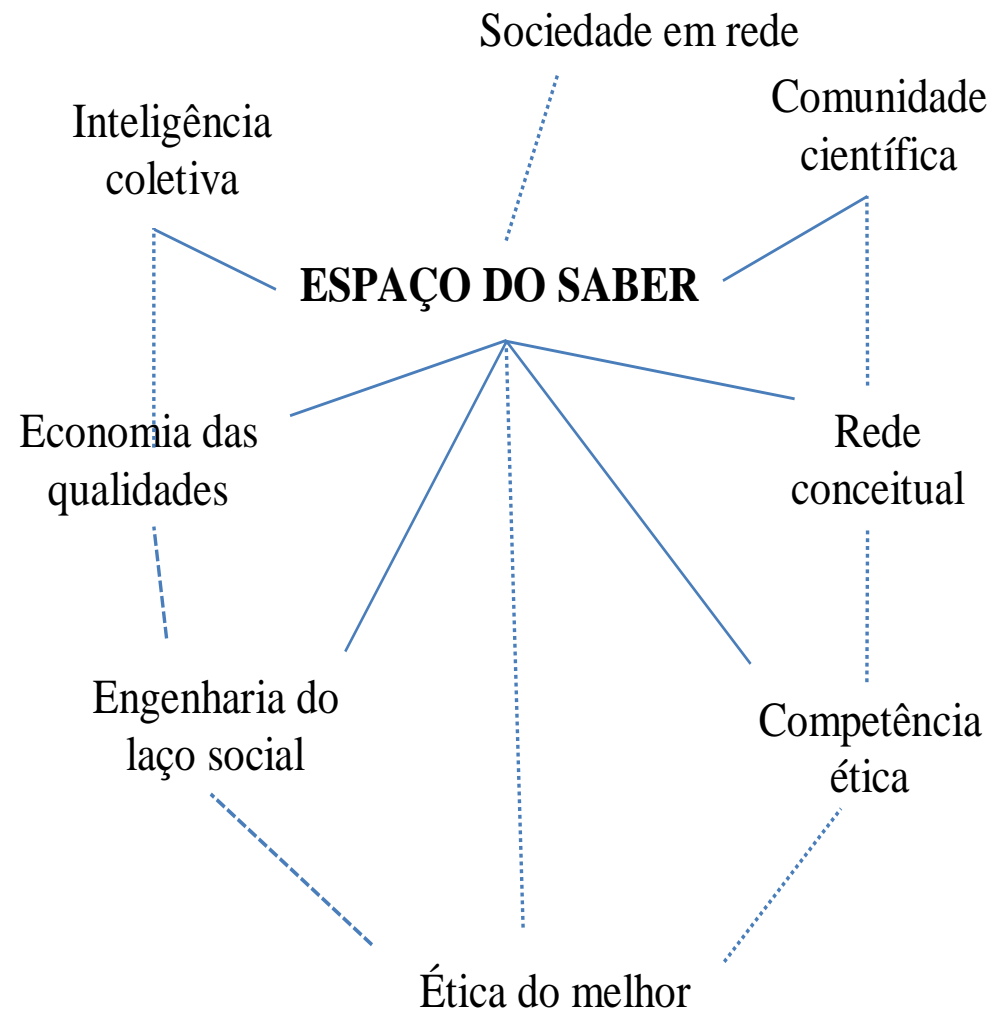 Sociedade em rede
Comunidade
científica
Inteligência
coletiva
ESPAÇO DO SABER
Economia das
qualidades
Rede
conceitual
Engenharia do
laço social
Competência
ética
Ética do melhor